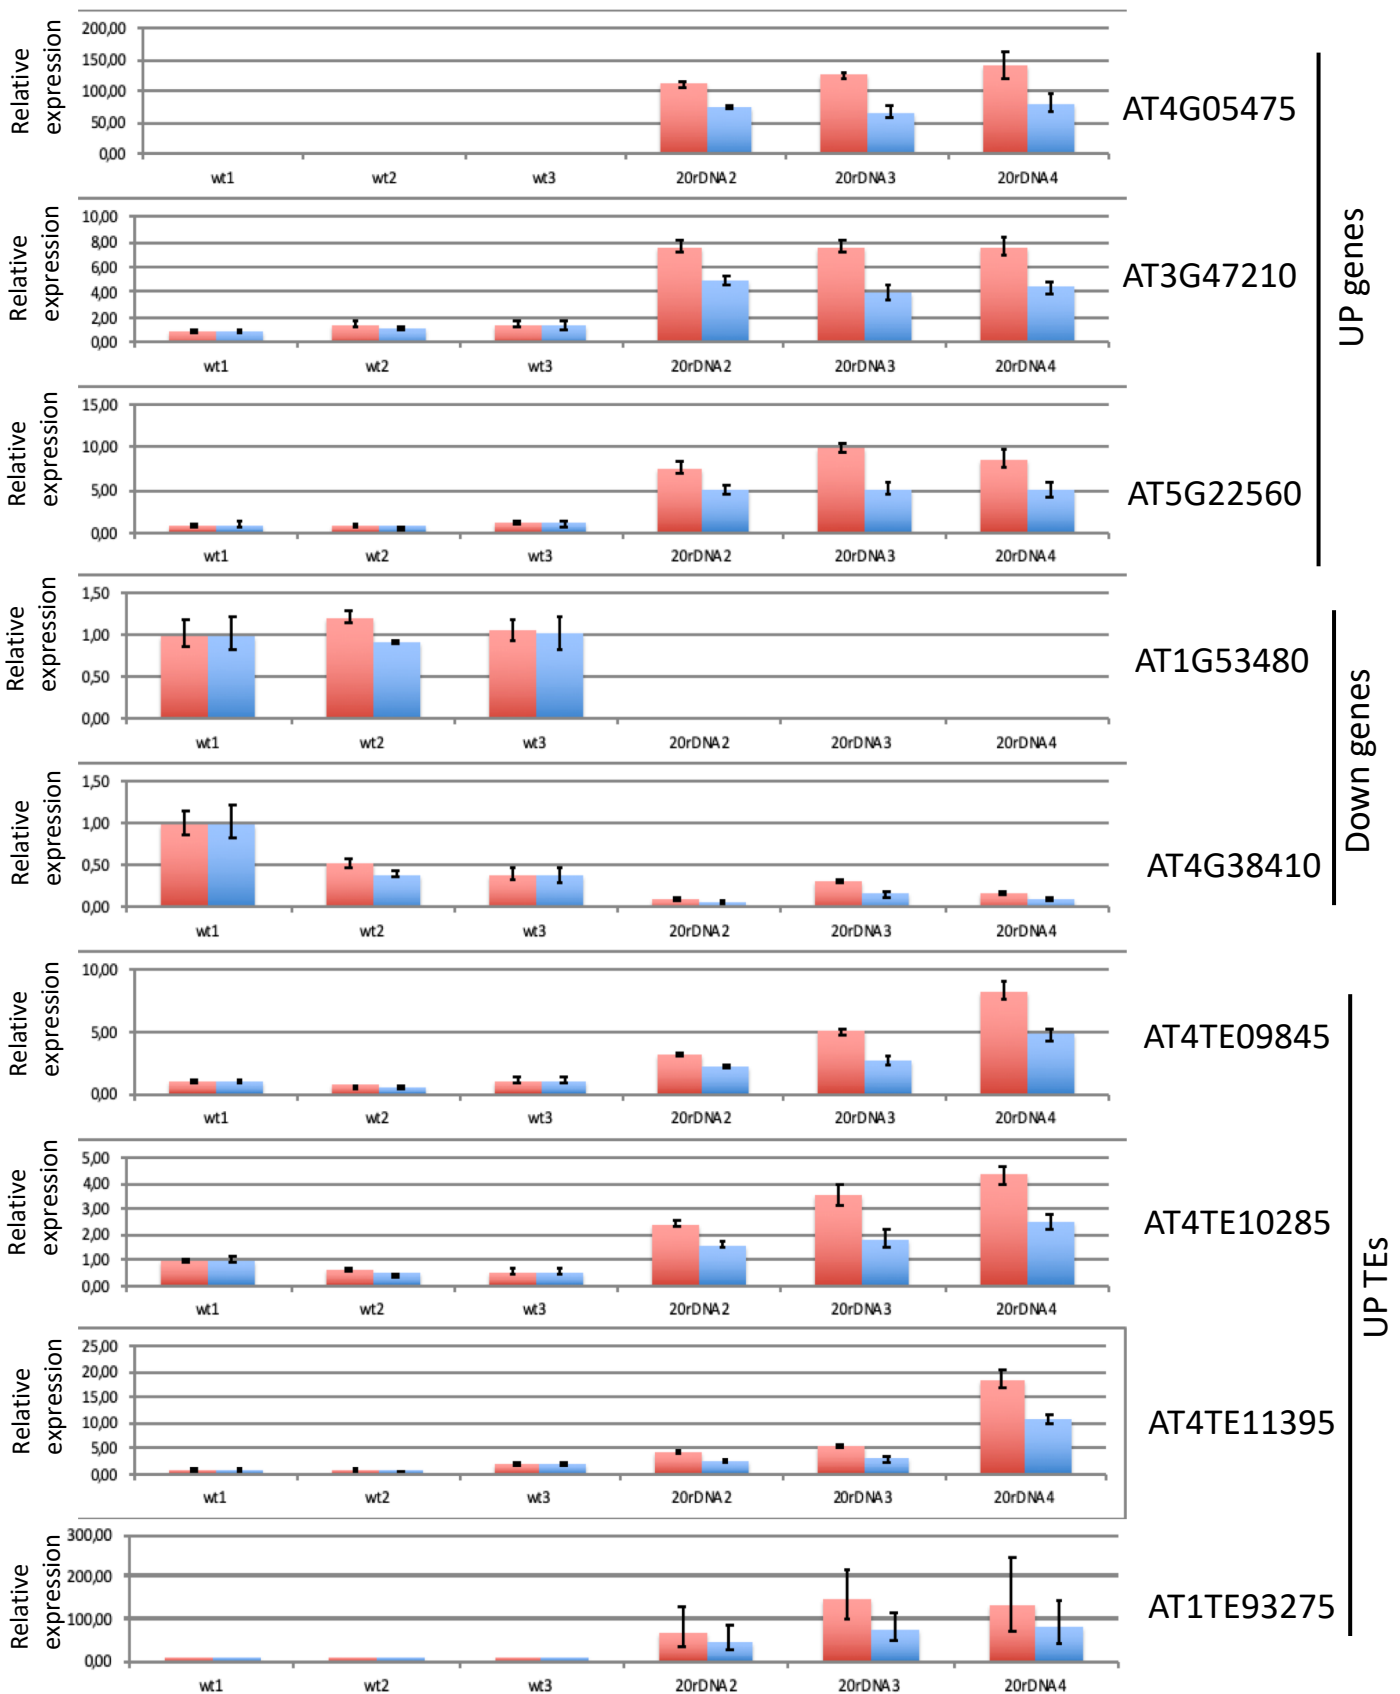 Relative
expression
200,00
150,00
100,00
50,00
0,00
wt1 wt2 wt3 20rDNA2 20rDNA3 20rDNA4
AT4G05475
Relative
expression
10,00
8,00
6,00
4,00
2,00
0,00
wt1 wt2 wt3 20rDNA2 20rDNA3 20rDNA4
AT3G47210
Relative
expression
15,00
10,00
5,00
0,00
wt1 wt2 wt3 20rDNA2 20rDNA3 20rDNA4
AT5G22560
UP genes
Relative
expression
1,50
1,00
0,50
0,00
wt1 wt2 wt3 20rDNA2 20rDNA3 20rDNA4
AT1G53480
Relative
expression
1,50
1,00
0,50
0,00
wt1 wt2 wt3 20rDNA2 20rDNA3 20rDNA4
AT4G38410
Down genes
Relative
expression
10,00
5,00
0,00
wt1 wt2 wt3 20rDNA2 20rDNA3 20rDNA4
AT4TE09845
Relative
expression
5,00
4,00
3,00
2,00
1,00
0,00
wt1 wt2 wt3 20rDNA2 20rDNA3 20rDNA4
AT4TE10285
Relative
expression
25,00
20,00
15,00
10,00
5,00
0,00
wt1 wt2 wt3 20rDNA2 20rDNA3 20rDNA4
AT4TE11395
Relative
expression
300,00
200,00
100,00
0,00
wt1 wt2 wt3 20rDNA2 20rDNA3 20rDNA4
AT1TE93275
UP TEs